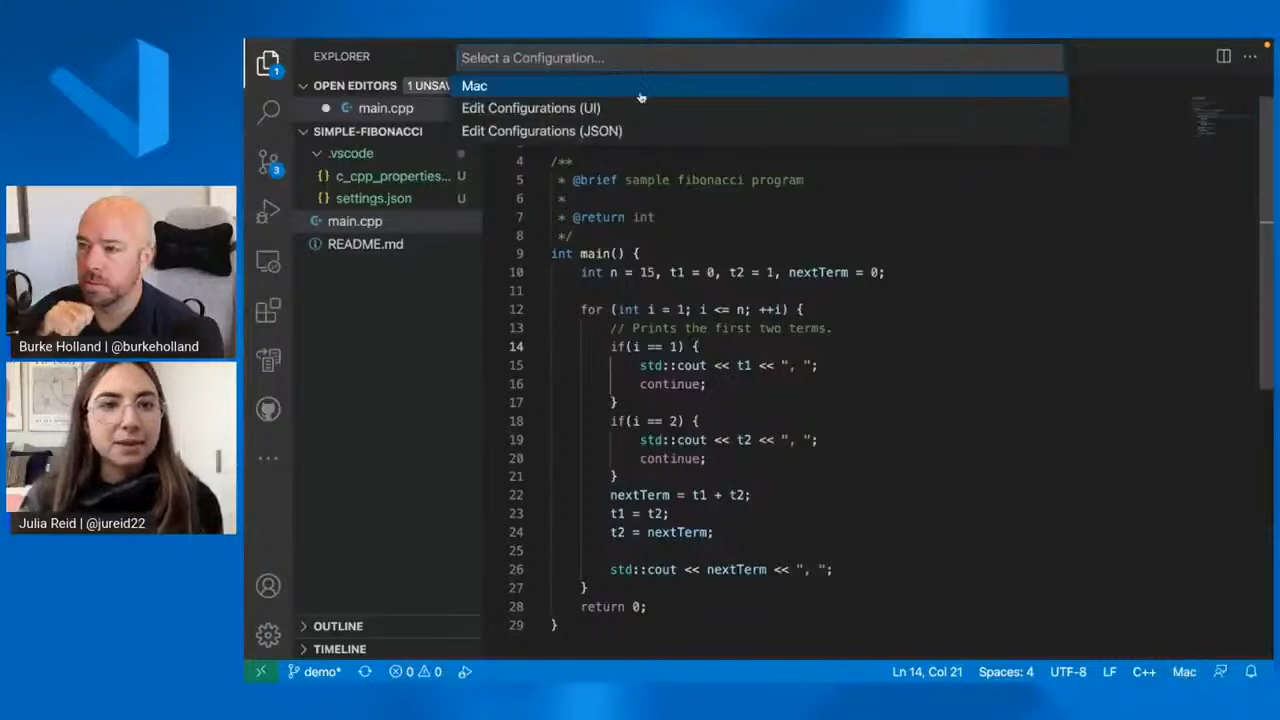 EXPLORER
Select a Configuration...
OPEN EDITORS
1 UNSA
Mac
main.cpp
Edit Configurations (UI)
SIMPLE-FIBONACCI
Edit Configurations (JSON)
.vscode
c_cpp_properties... U
settings.json U
main.cpp
README.md
4 /**
5 * @brief sample fibonacci program
6 *
7 * @return int
8 */
9 int main() {
10 int n = 15, t1 = 0, t2 = 1, nextTerm = 0;
11
12 for (int i = 1; i <= n; ++i) {
13 // Prints the first two terms.
14 if(i == 1) {
15 std::cout << t1 << ", ";
16 continue;
17 }
18 if(i == 2) {
19 std::cout << t2 << ", ";
20 continue;
21 }
22 nextTerm = t1 + t2;
23 t1 = t2;
24 t2 = nextTerm;
25
26 std::cout << nextTerm << ", ";
27 }
28 return 0;
29 }
1
3
Burke Holland | @burkeholland
Julia Reid | @jureid22
OUTLINE
TIMELINE
demo* 0 0 Ln 14, Col 21 Spaces: 4 UTF-8 LF C++ Mac